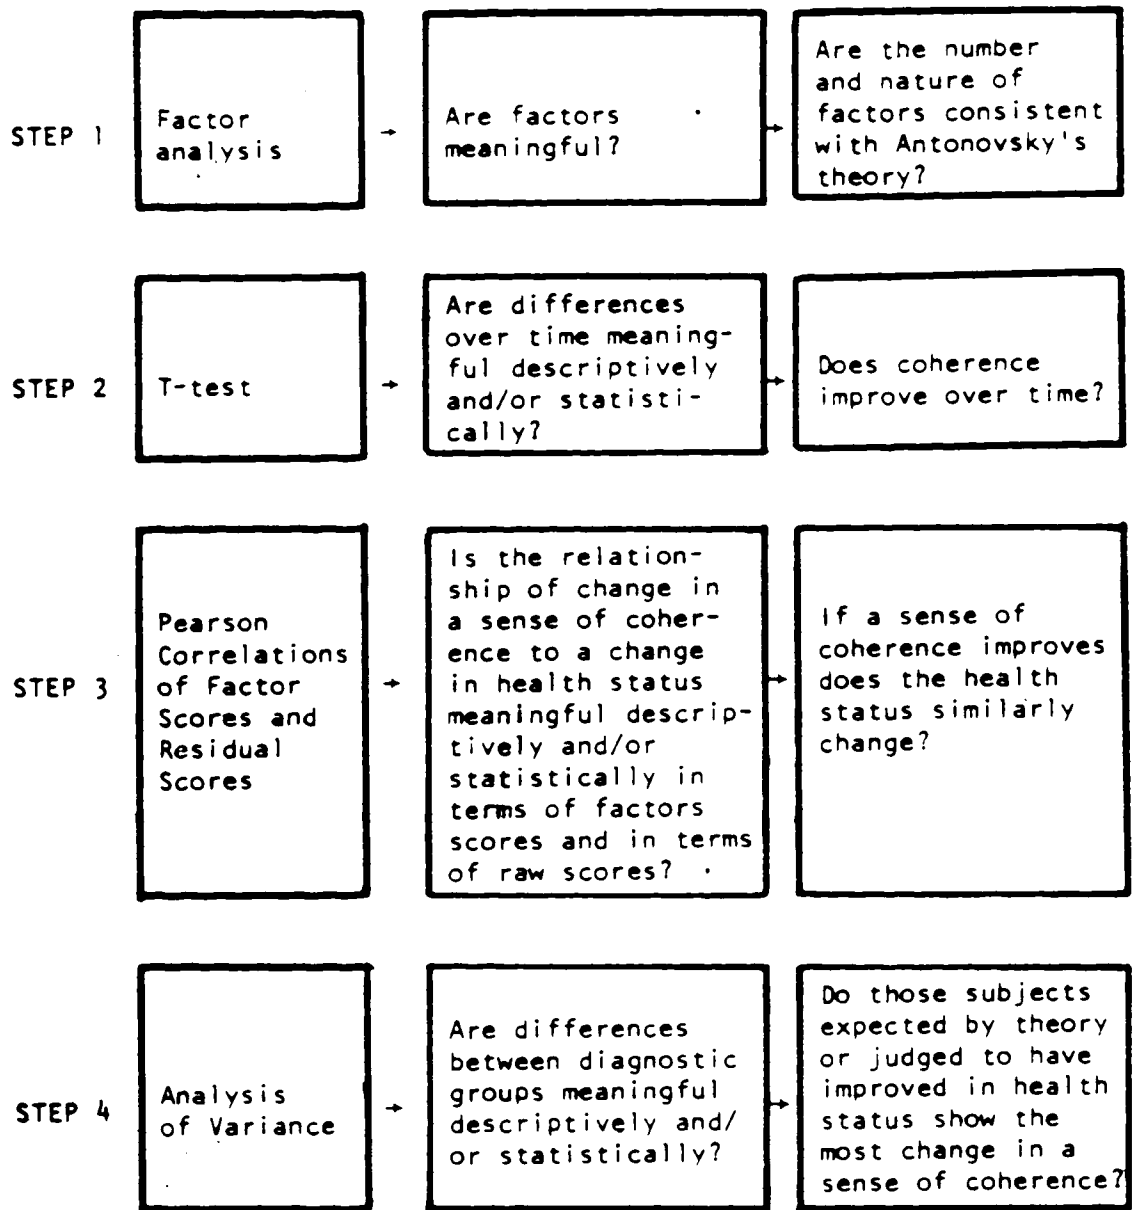 STEP 1
Factor
analysis
Are factors
meaningful?
Are the number
and nature of
factors consistent
with Antonovsky's
theory?
STEP 2
T-test
Are differences
over time meaning-
ful descriptively
and/or statisti-
cally?
Does coherence
improve over time?
STEP 3
Pearson
Correlations
of Factor
Scores and
Residual
Scores
Is the relation-
ship of change in
a sense of coher-
ence to a change
in health status
meaningful descrip-
tively and/or
statistically in
terms of factors
scores and in terms
of raw scores?
If a sense of
coherence improves
does the health
status similarly
change?
STEP 4
Analysis
of Variance
Are differences
between diagnostic
groups meaningful
descriptively and/
or statistically?
Do those subjects
expected by theory
or judged to have
improved in health
status show the
most change in a
sense of coherence?